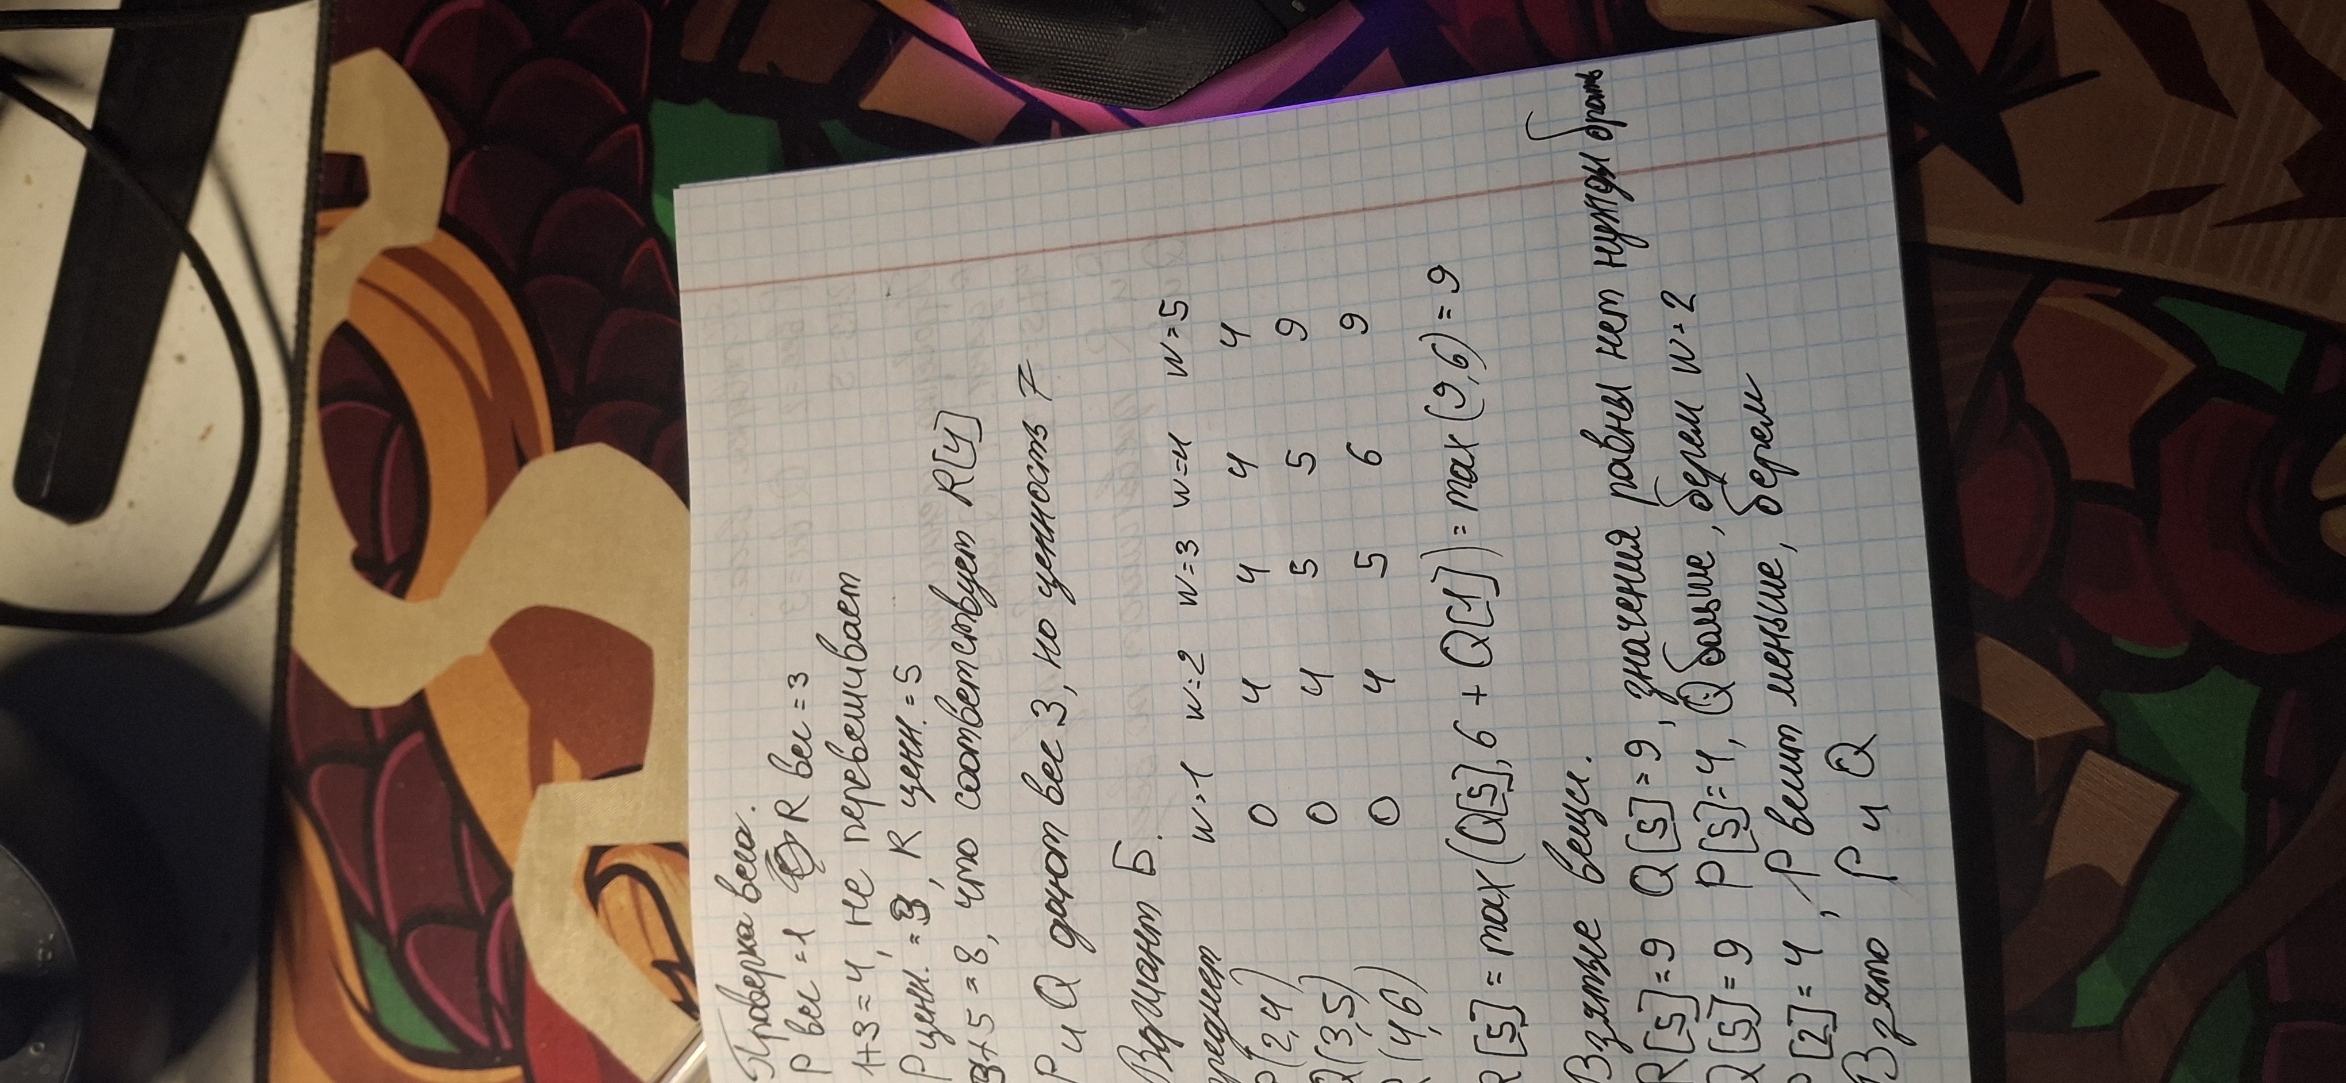 Проверка веса.
P вес =1 R вес = 3
1+3=4, не перевешивает
P ценн. = 3, R ценн. = 5
3+5=8, что соответствует R[4]
P и Q дают вес 3, но ценность 7
Вариант Б.
предмет W=1 W=2 W=3 W=4 W=5
P(2,4) 0 4 4 4 4
Q(3,5) 0 4 5 5 9
R(4,6) 0 4 5 6 9
R[5] = max(Q[5], 6 + Q[1]) = max(9,6) = 9
Взятые вещи.
R[5]=9 Q[5]=9, значения равны нет нужды брать
Q[5]=9 P[5]=4, Q больше, берем W=2
P[2]=4, P весит меньше, берем
Взято P и Q